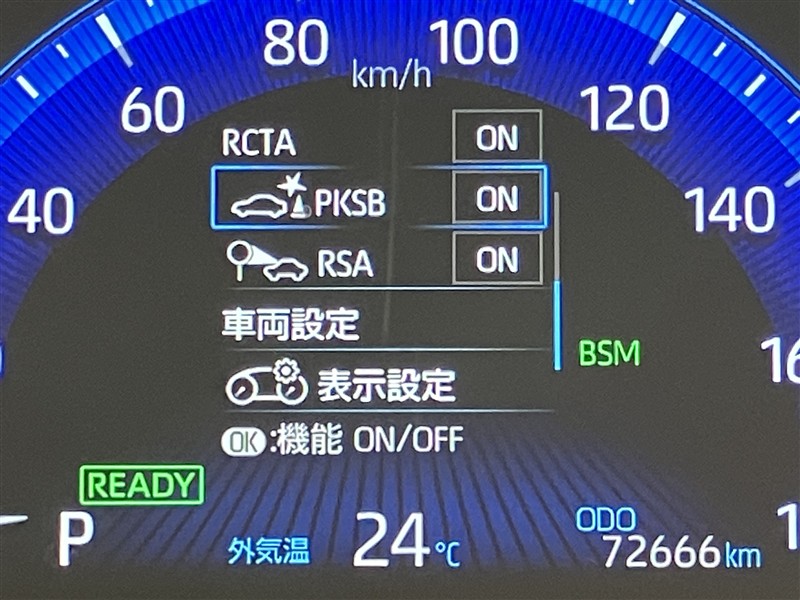 80 100
km/h
60 120
RCTA ON
40 PKSB ON 140
RSA ON
車両設定
BSM
表示設定
OK:機能 ON/OFF
READY
P 外気温 24℃ ODO
72666km